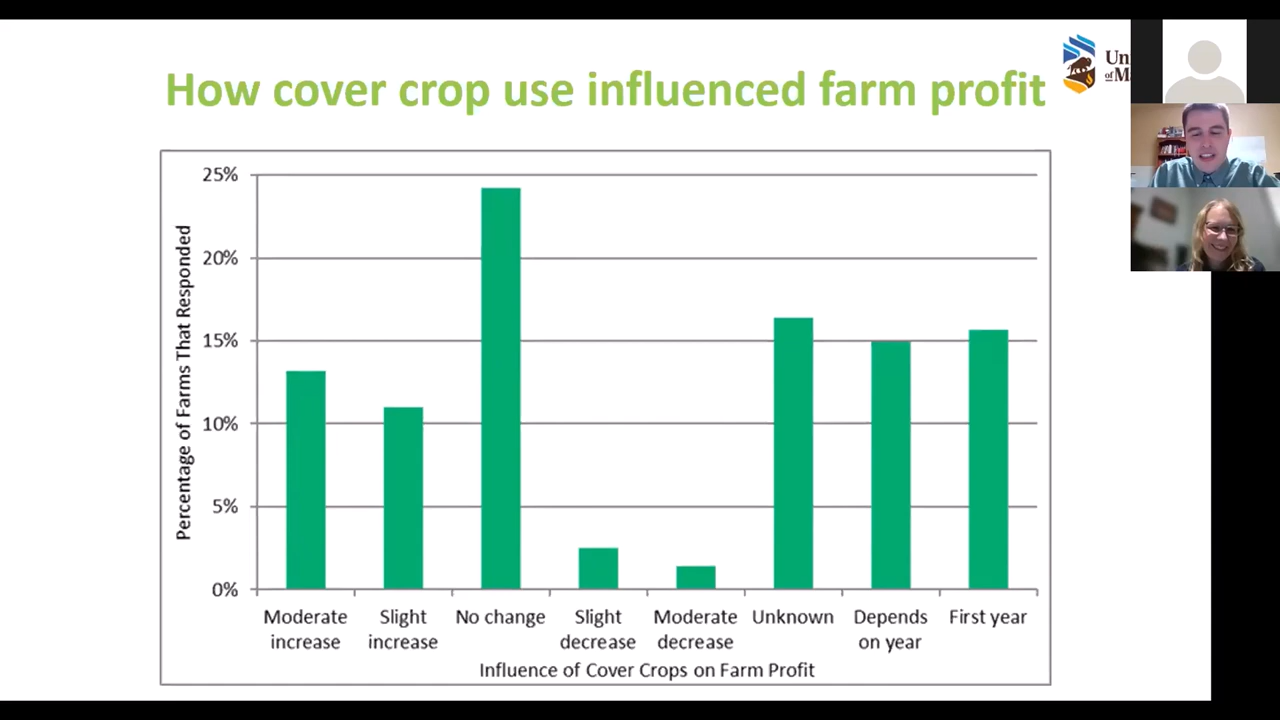 How cover crop use influenced farm profit
25%
20%
15%
10%
5%
0%
Percentage of Farms That Responded
Moderate increase
Slight increase
No change
Slight decrease
Moderate decrease
Unknown
Depends on year
First year
Influence of Cover Crops on Farm Profit